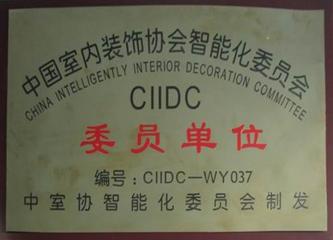 中国室内装饰协会智能化委员会
CHINA INTELLIGENTLY INTERIOR DECORATION COMMITTEE
CIIDC
委员单位
编号：CIIDC—WY037
中室协智能化委员会制发